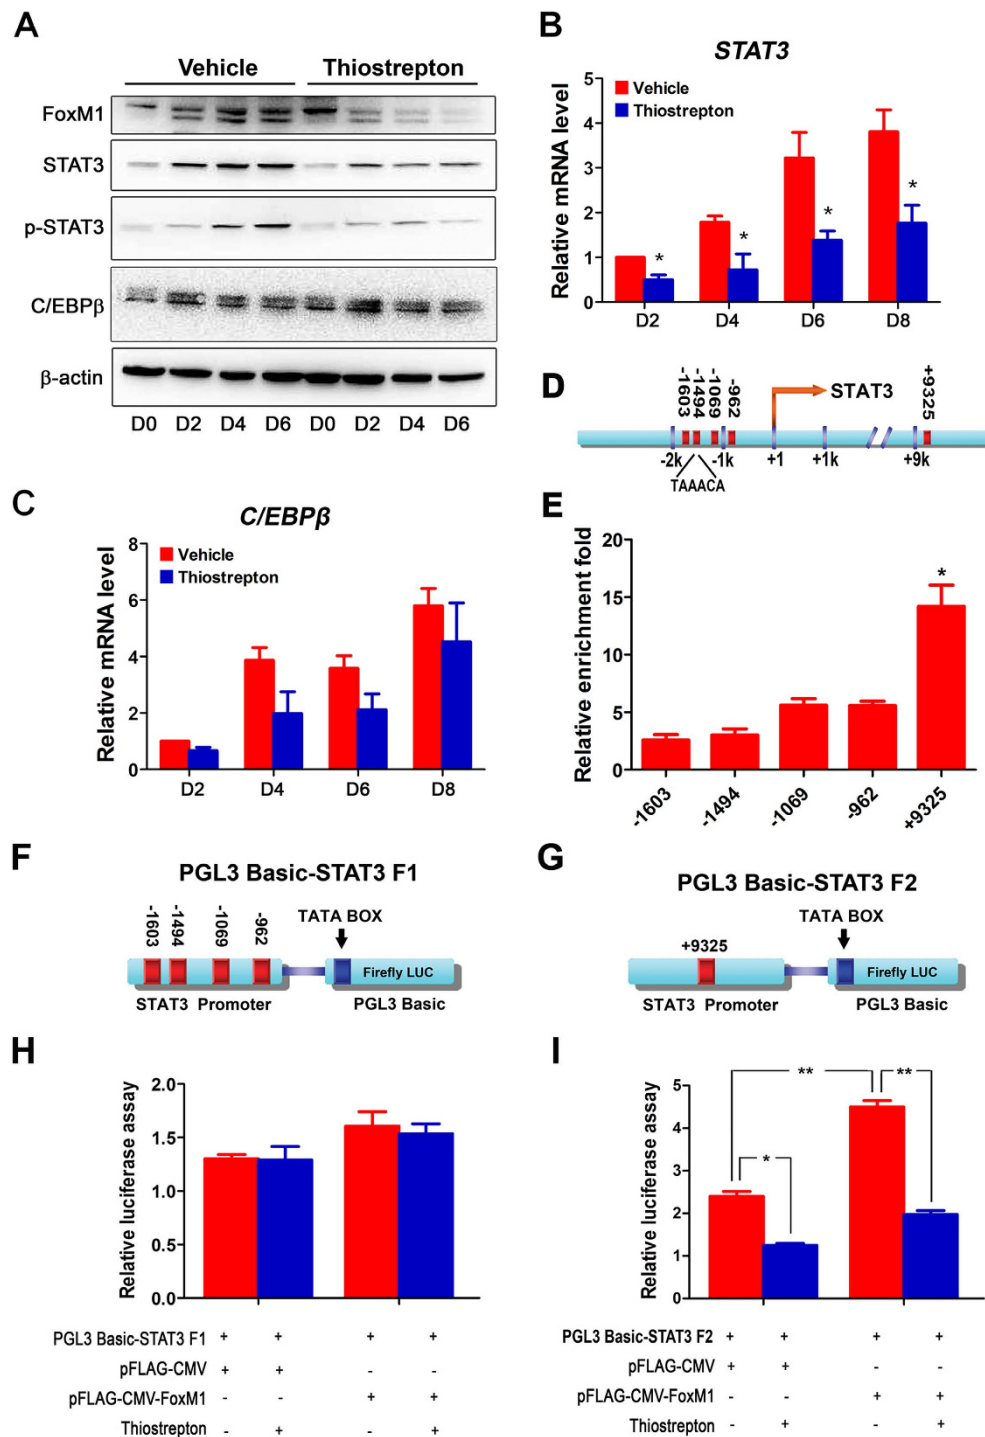 A
Vehicle Thiostrepton
FoxM1
STAT3
p-STAT3
C/EBPβ
β-actin
D0 D2 D4 D6 D0 D2 D4 D6
B
STAT3
Relative mRNA level
5
4
3
2
1
0
Vehicle
Thiostrepton
* * * *
D2 D4 D6 D8
D
-1603 -1494 -1069 -962 STAT3 +9325
-2k -1k +1 +1k +9k
TAAACA
C
C/EBPβ
Relative mRNA level
8
6
4
2
0
Vehicle
Thiostrepton
D2 D4 D6 D8
E
Relative enrichment fold
20
15
10
5
0
*
-1603 -1494 -1069 -962 +9325
F
PGL3 Basic-STAT3 F1
-1603 -1494 -1069 -962 TATA BOX
Firefly LUC
STAT3 Promoter PGL3 Basic
G
PGL3 Basic-STAT3 F2
+9325 TATA BOX
Firefly LUC
STAT3 Promoter PGL3 Basic
H
Relative luciferase assay
2.0
1.5
1.0
0.5
0.0
PGL3 Basic-STAT3 F1 + + + +
pFLAG-CMV + + - -
pFLAG-CMV-FoxM1 - - + +
Thiostrepton - + - +
I
Relative luciferase assay
5
4
3
2
1
0
** **
*
PGL3 Basic-STAT3 F2 + + + +
pFLAG-CMV + + - -
pFLAG-CMV-FoxM1 - - + +
Thiostrepton - + - +